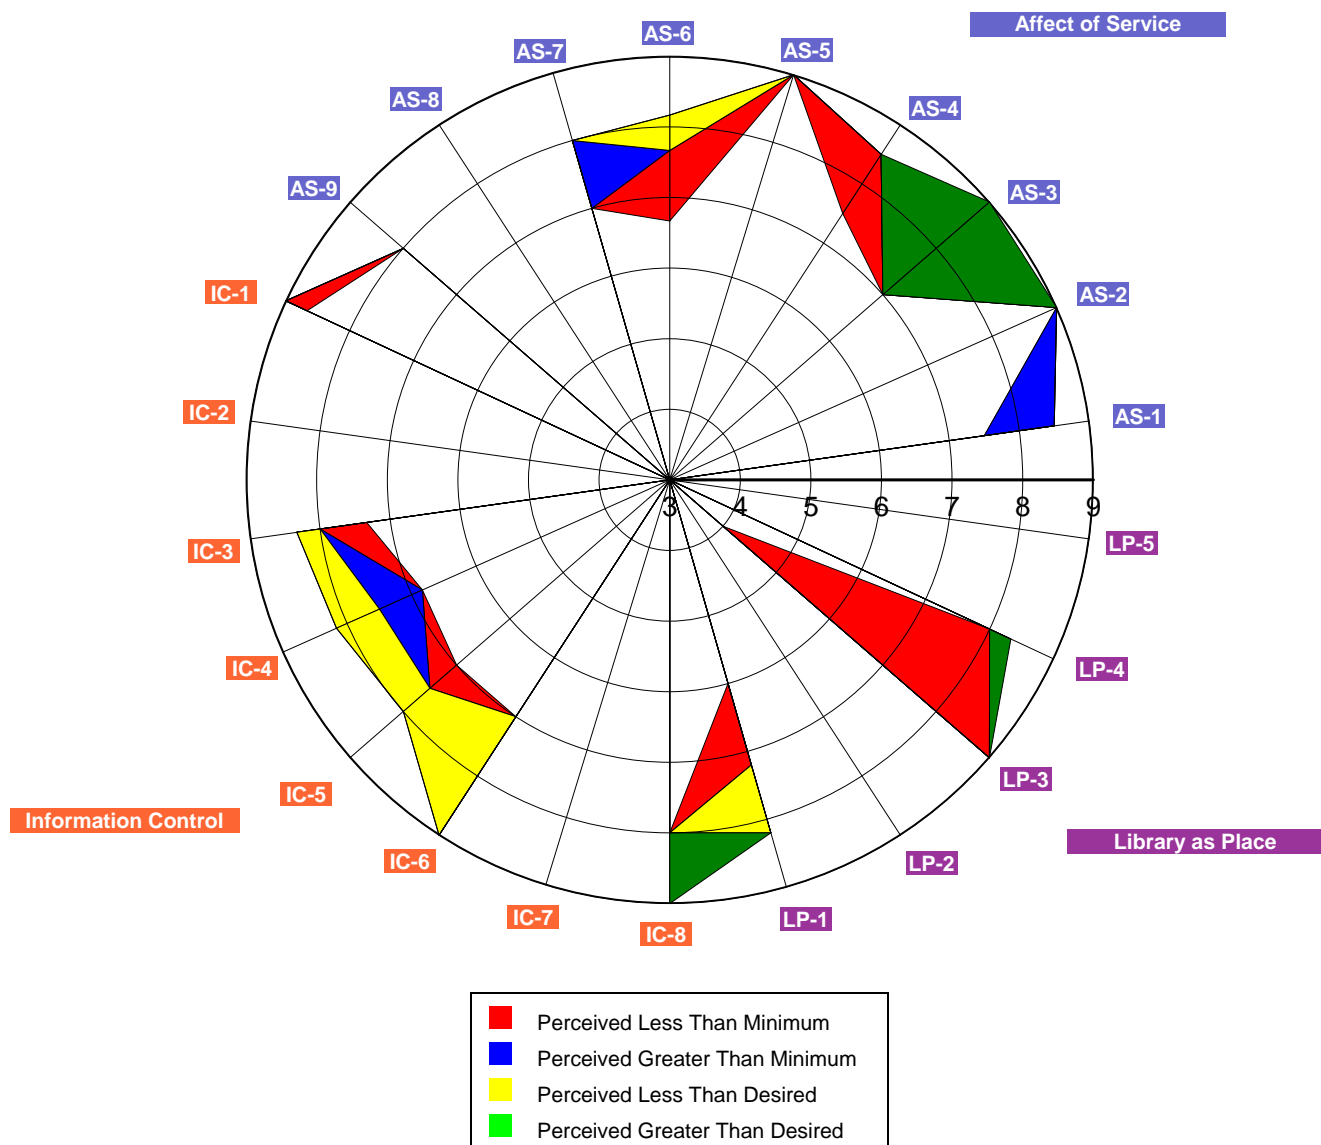 Affect of Service
AS-6
AS-7
AS-5
AS-8
AS-4
AS-9
AS-3
IC-1
AS-2
IC-2
AS-1
3 4 5 6 7 8 9
IC-3
LP-5
IC-4
LP-4
IC-5
LP-3
Information Control
Library as Place
IC-6
LP-2
IC-7
LP-1
IC-8
Perceived Less Than Minimum
Perceived Greater Than Minimum
Perceived Less Than Desired
Perceived Greater Than Desired